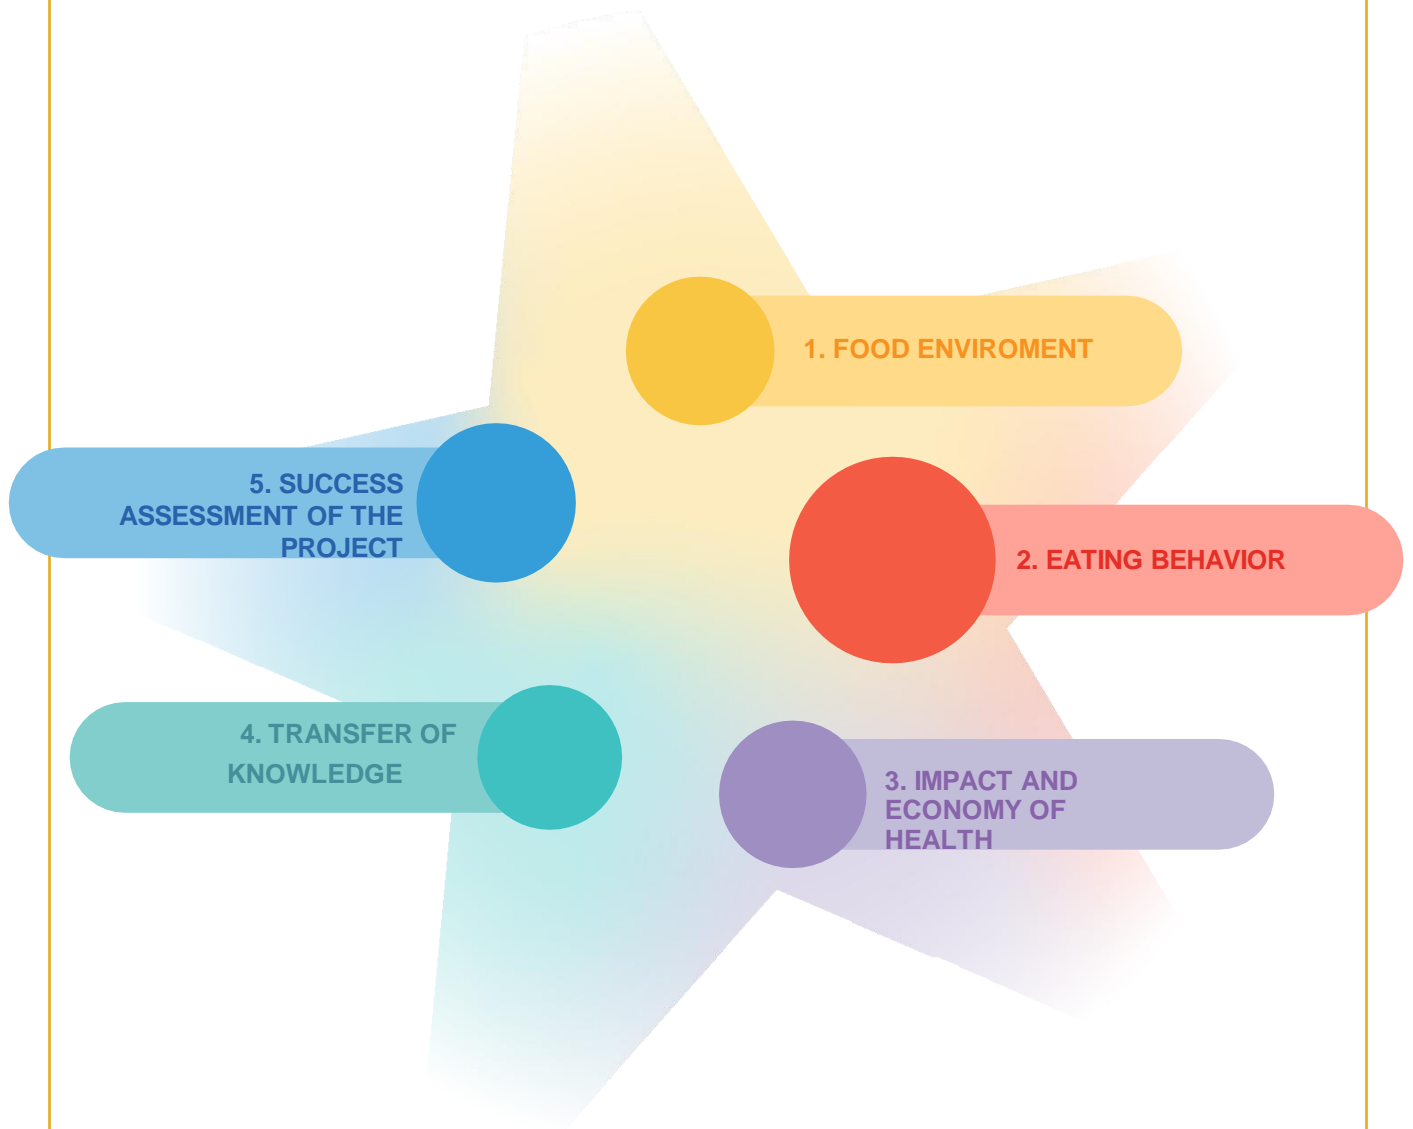 1. FOOD ENVIROMENT
2. EATING BEHAVIOR
3. IMPACT AND
ECONOMY OF
HEALTH
4. TRANSFER OF
KNOWLEDGE
5. SUCCESS
ASSESSMENT OF THE
PROJECT